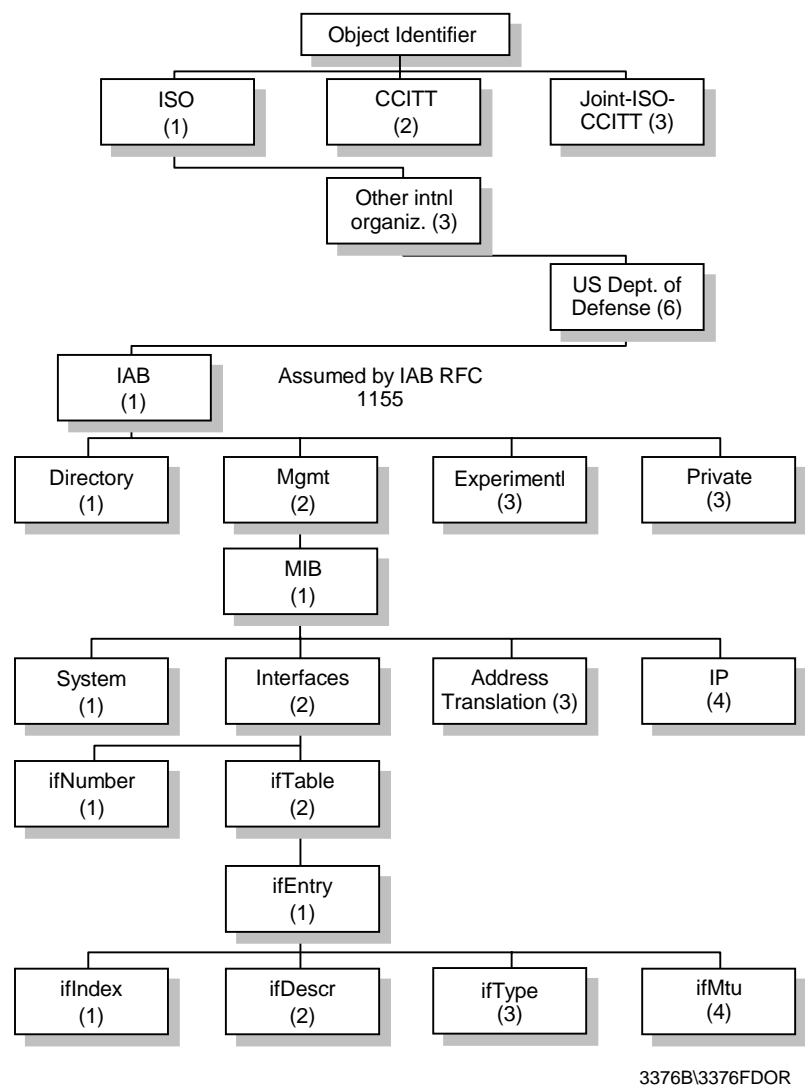 Object Identifier
ISO
(1)
CCITT
(2)
Joint-ISO-
CCITT (3)
Other intnl
organiz. (3)
US Dept. of
Defense (6)
IAB
(1)
Assumed by IAB RFC
1155
Directory
(1)
Mgmt
(2)
Experimentl
(3)
Private
(3)
MIB
(1)
System
(1)
Interfaces
(2)
Address
Translation (3)
IP
(4)
ifNumber
(1)
ifTable
(2)
ifEntry
(1)
ifIndex
(1)
ifDescr
(2)
ifType
(3)
ifMtu
(4)
3376B\3376FDOR